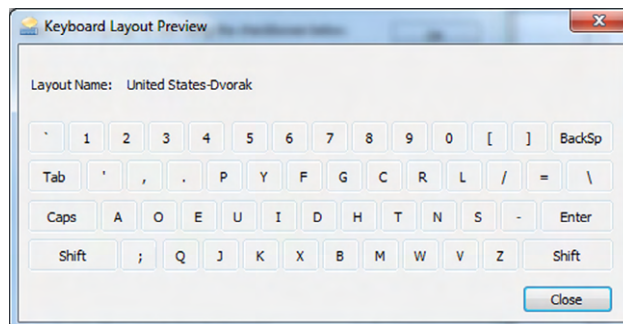 Keyboard Layout Preview
Layout Name: United States-Dvorak
` 1 2 3 4 5 6 7 8 9 0 [ ] BackSp
Tab ' , . P Y F G C R L / = \
Caps A O E U I D H T N S - Enter
Shift ; Q J K X B M W V Z Shift
Close